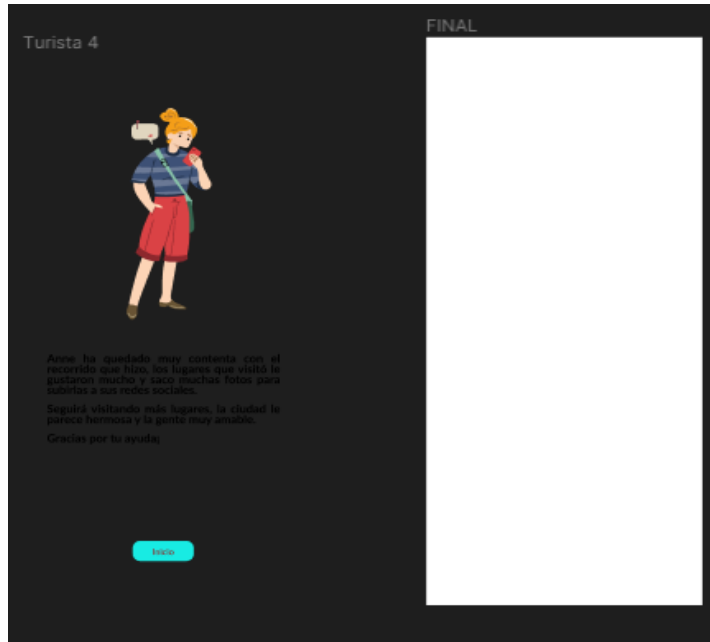 Turista 4
FINAL
Anne ha quedado muy contenta con el
recorrido que hizo, los lugares que visitó le
gustaron mucho y saco muchas fotos para
subirlas a sus redes sociales.
Seguirá visitando más lugares, la ciudad le
parece hermosa y la gente muy amable.
Gracias por tu ayuda¡
Inicio